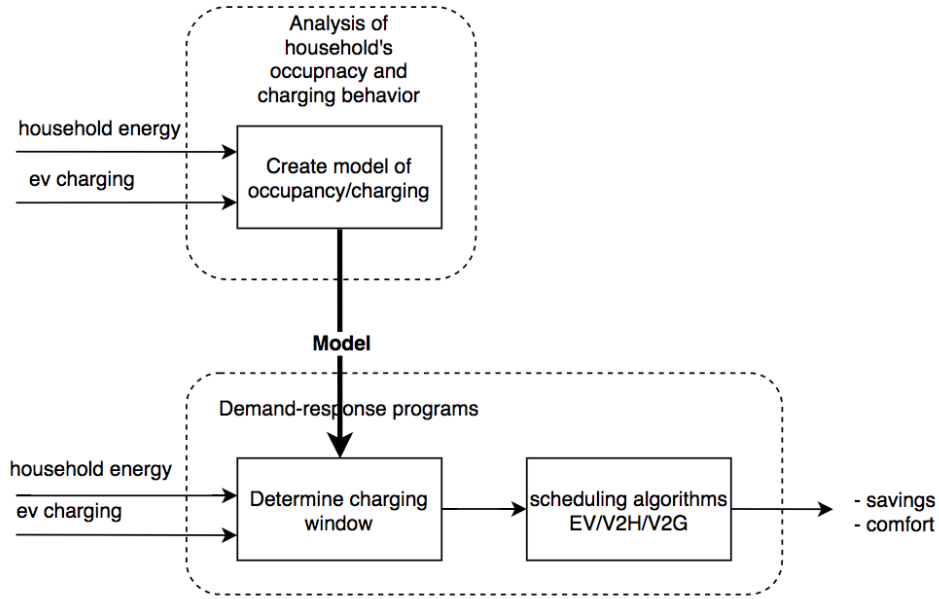 Analysis of
household's
occupnacy and
charging behavior
household energy
ev charging
Create model of
occupancy/charging
Model
Demand-response programs
household energy
ev charging
Determine charging
window
scheduling algorithms
EV/V2H/V2G
- savings
- comfort